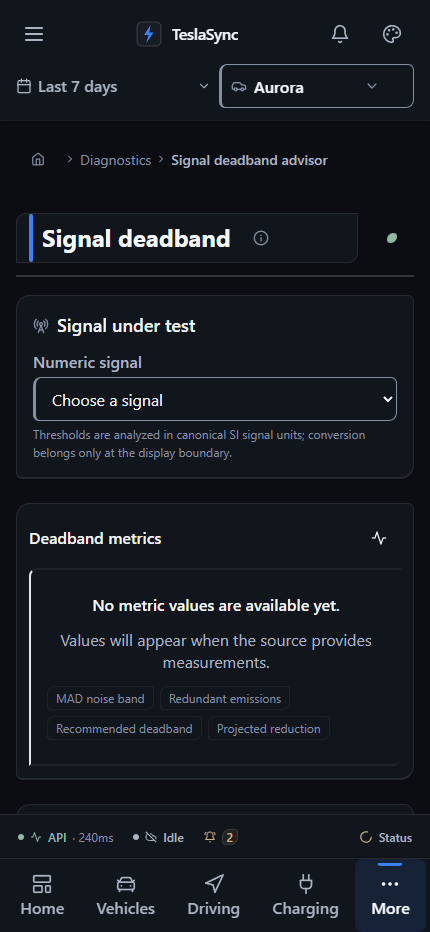 TeslaSync
Last 7 days
Aurora
Diagnostics
Signal deadband advisor
Signal deadband
Signal under test
Numeric signal
Choose a signal
Thresholds are analyzed in canonical SI signal units; conversion
belongs only at the display boundary.
Deadband metrics
No metric values are available yet.
Values will appear when the source provides
measurements.
MAD noise band
Redundant emissions
Recommended deadband
Projected reduction
API · 240ms
Idle
2
Status
Home
Vehicles
Driving
Charging
More